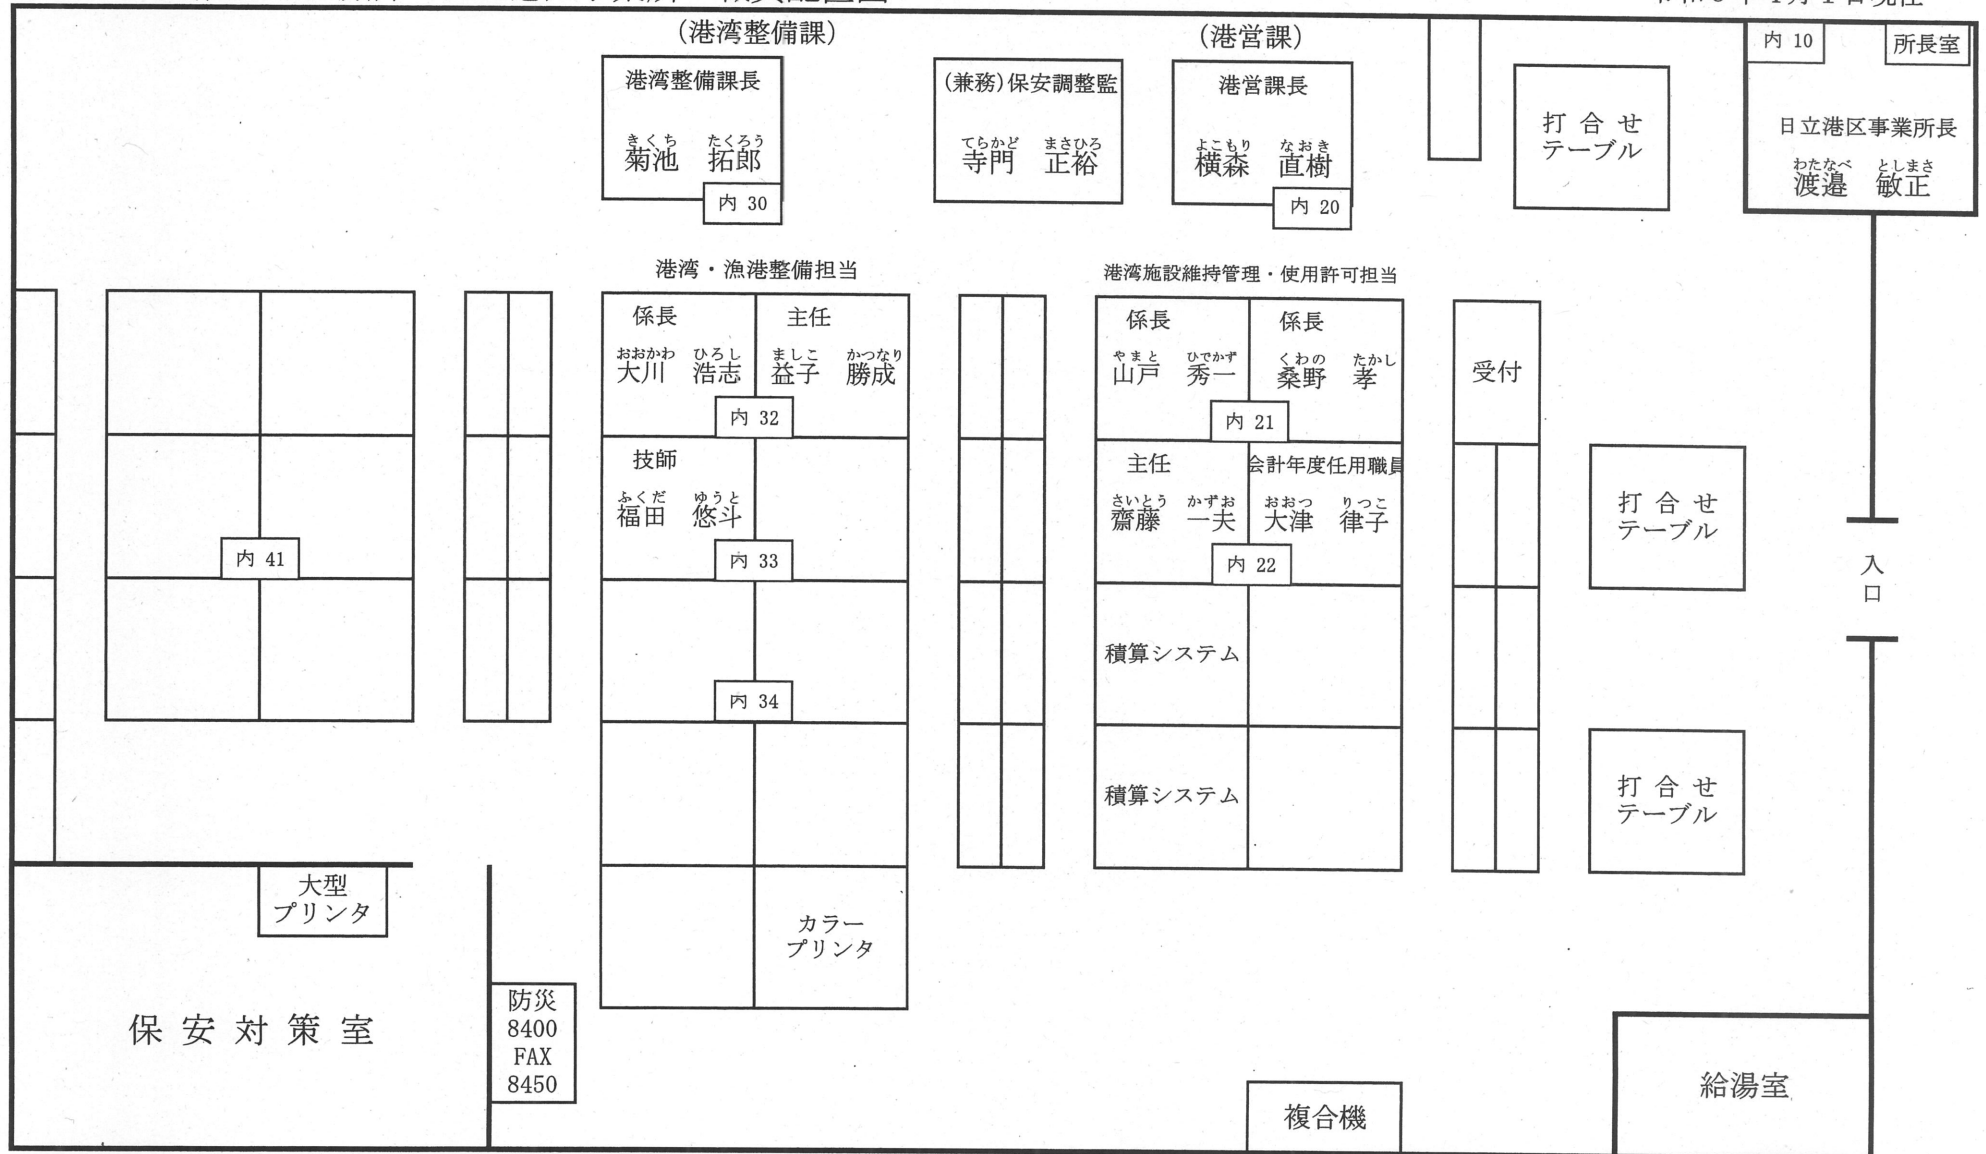 (港湾整備課)
(港営課)
内 10
所長室
港湾整備課長
きくち たくろう
菊池 拓郎
内 30
(兼務)保安調整監
てらかど まさひろ
寺門 正裕
港営課長
よこもり なおき
横森 直樹
内 20
打 合 せ
テーブル
日立港区事業所長
わたなべ としまさ
渡邉 敏正
港湾・漁港整備担当
港湾施設維持管理・使用許可担当
係長
おおかわ ひろし
大川 浩志
主任
ましこ かつなり
益子 勝成
内 32
係長
やまと ひでかず
山戸 秀一
係長
くわの たかし
桑野 孝
内 21
受付
技師
ふくだ ゆうと
福田 悠斗
内 33
主任
さいとう かずお
齋藤 一夫
会計年度任用職員
おおつ りつこ
大津 律子
内 22
打 合 せ
テーブル
入
口
内 41
積算システム
内 34
積算システム
打 合 せ
テーブル
大型
プリンタ
カラー
プリンタ
保 安 対 策 室
防災
8400
FAX
8450
複合機
給湯室